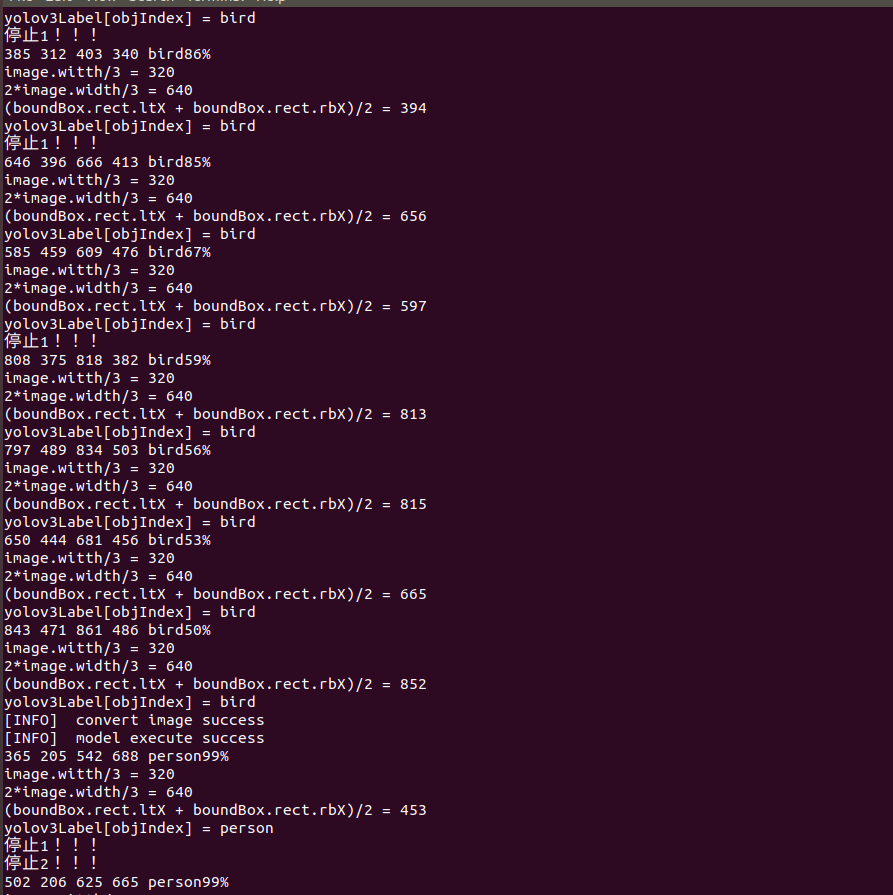 yolov3Label[objIndex] = bird
停止1！！！
385 312 403 340 bird86%
image.witth/3 = 320
2*image.width/3 = 640
(boundBox.rect.ltX + boundBox.rect.rbX)/2 = 394
yolov3Label[objIndex] = bird
停止1！！！
646 396 666 413 bird85%
image.witth/3 = 320
2*image.width/3 = 640
(boundBox.rect.ltX + boundBox.rect.rbX)/2 = 656
yolov3Label[objIndex] = bird
585 459 609 476 bird67%
image.witth/3 = 320
2*image.width/3 = 640
(boundBox.rect.ltX + boundBox.rect.rbX)/2 = 597
yolov3Label[objIndex] = bird
停止1！！！
808 375 818 382 bird59%
image.witth/3 = 320
2*image.width/3 = 640
(boundBox.rect.ltX + boundBox.rect.rbX)/2 = 813
yolov3Label[objIndex] = bird
797 489 834 503 bird56%
image.witth/3 = 320
2*image.width/3 = 640
(boundBox.rect.ltX + boundBox.rect.rbX)/2 = 815
yolov3Label[objIndex] = bird
650 444 681 456 bird53%
image.witth/3 = 320
2*image.width/3 = 640
(boundBox.rect.ltX + boundBox.rect.rbX)/2 = 665
yolov3Label[objIndex] = bird
843 471 861 486 bird50%
image.witth/3 = 320
2*image.width/3 = 640
(boundBox.rect.ltX + boundBox.rect.rbX)/2 = 852
yolov3Label[objIndex] = bird
[INFO]  convert image success
[INFO]  model execute success
365 205 542 688 person99%
image.witth/3 = 320
2*image.width/3 = 640
(boundBox.rect.ltX + boundBox.rect.rbX)/2 = 453
yolov3Label[objIndex] = person
停止1！！！
停止2！！！
502 206 625 665 person99%